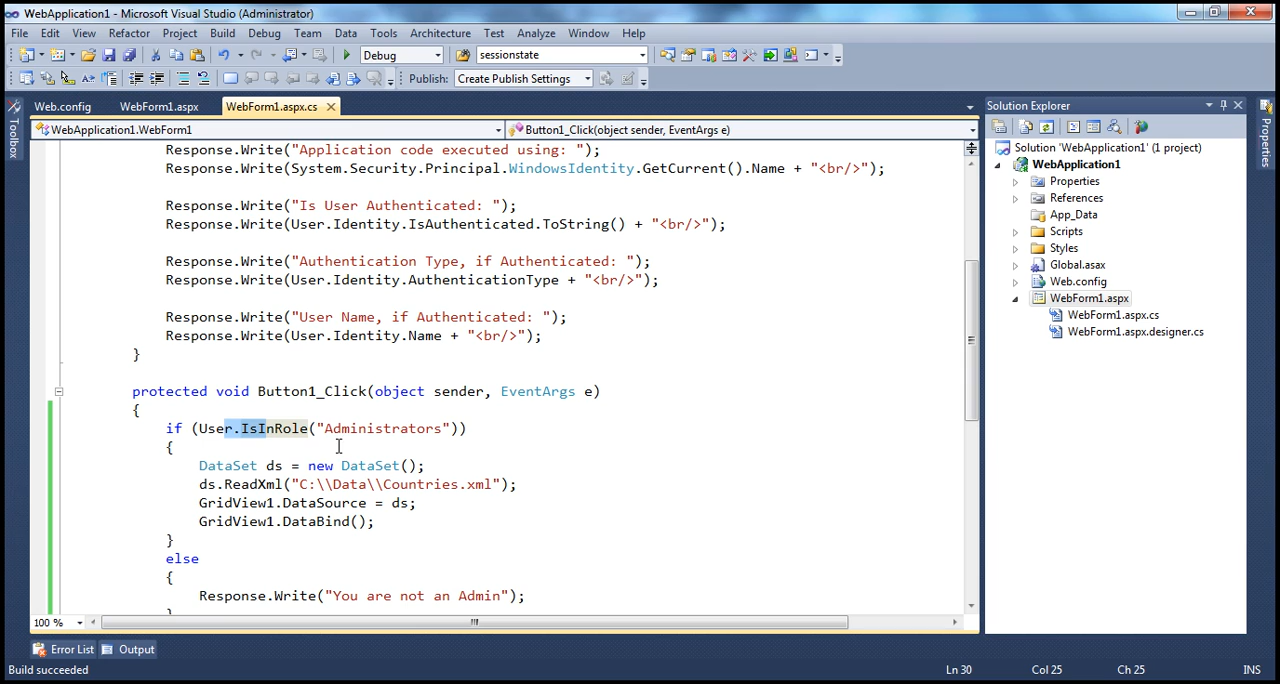 WebApplication1 - Microsoft Visual Studio (Administrator)
File Edit View Refactor Project Build Debug Team Data Tools Architecture Test Analyze Window Help
Debug sessionstate
Publish: Create Publish Settings
Web.config WebForm1.aspx WebForm1.aspx.cs
WebApplication1.WebForm1 Button1_Click(object sender, EventArgs e)
Response.Write("Application code executed using: ");
Response.Write(System.Security.Principal.WindowsIdentity.GetCurrent().Name + "<br/>");
Response.Write("Is User Authenticated: ");
Response.Write(User.Identity.IsAuthenticated.ToString() + "<br/>");
Response.Write("Authentication Type, if Authenticated: ");
Response.Write(User.Identity.AuthenticationType + "<br/>");
Response.Write("User Name, if Authenticated: ");
Response.Write(User.Identity.Name + "<br/>");
}
protected void Button1_Click(object sender, EventArgs e)
{
if (User.IsInRole("Administrators"))
{
DataSet ds = new DataSet();
ds.ReadXml("C:\\Data\\Countries.xml");
GridView1.DataSource = ds;
GridView1.DataBind();
}
else
{
Response.Write("You are not an Admin");
}
100 %
Toolbox
Solution Explorer
Solution 'WebApplication1' (1 project)
WebApplication1
Properties
References
App_Data
Scripts
Styles
Global.asax
Web.config
WebForm1.aspx
WebForm1.aspx.cs
WebForm1.aspx.designer.cs
Properties
Error List Output
Build succeeded Ln 30 Col 25 Ch 25 INS